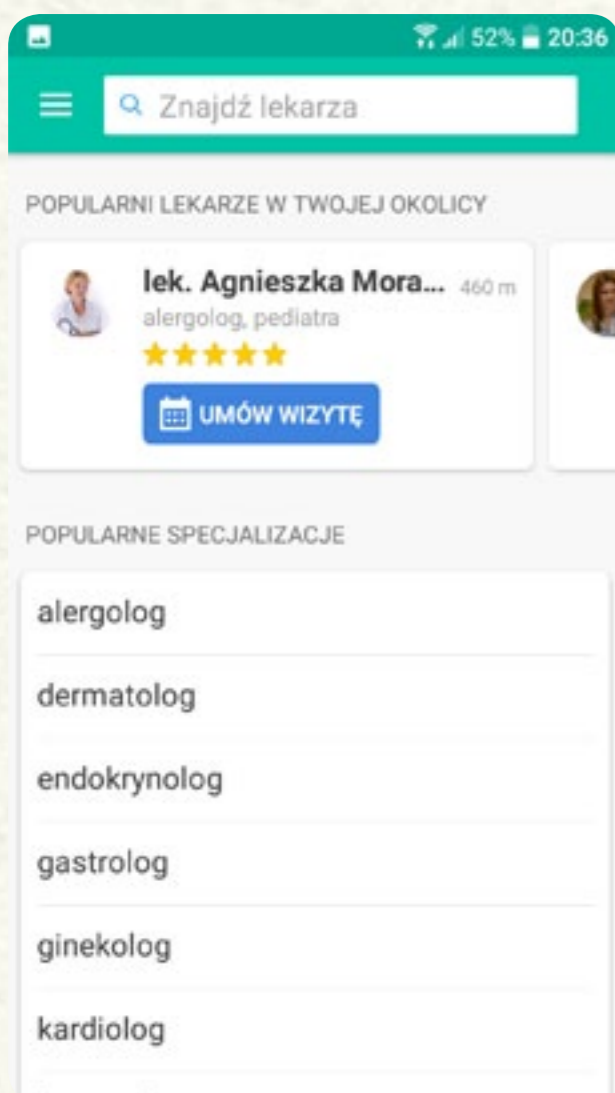 52% 20:36
Znajdź lekarza
POPULARNI LEKARZE W TWOJEJ OKOLICY
lek. Agnieszka Mora... 460 m
alergolog, pediatra
UMÓW WIZYTĘ
POPULARNE SPECJALIZACJE
alergolog
dermatolog
endokrynolog
gastrolog
ginekolog
kardiolog